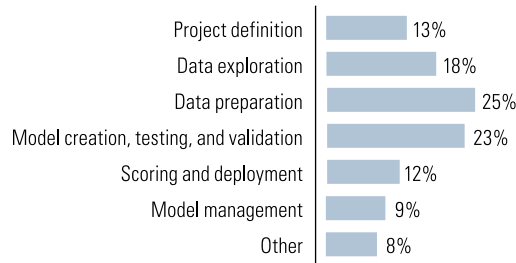 Project definition 13%
Data exploration 18%
Data preparation 25%
Model creation, testing, and validation 23%
Scoring and deployment 12%
Model management 9%
Other 8%